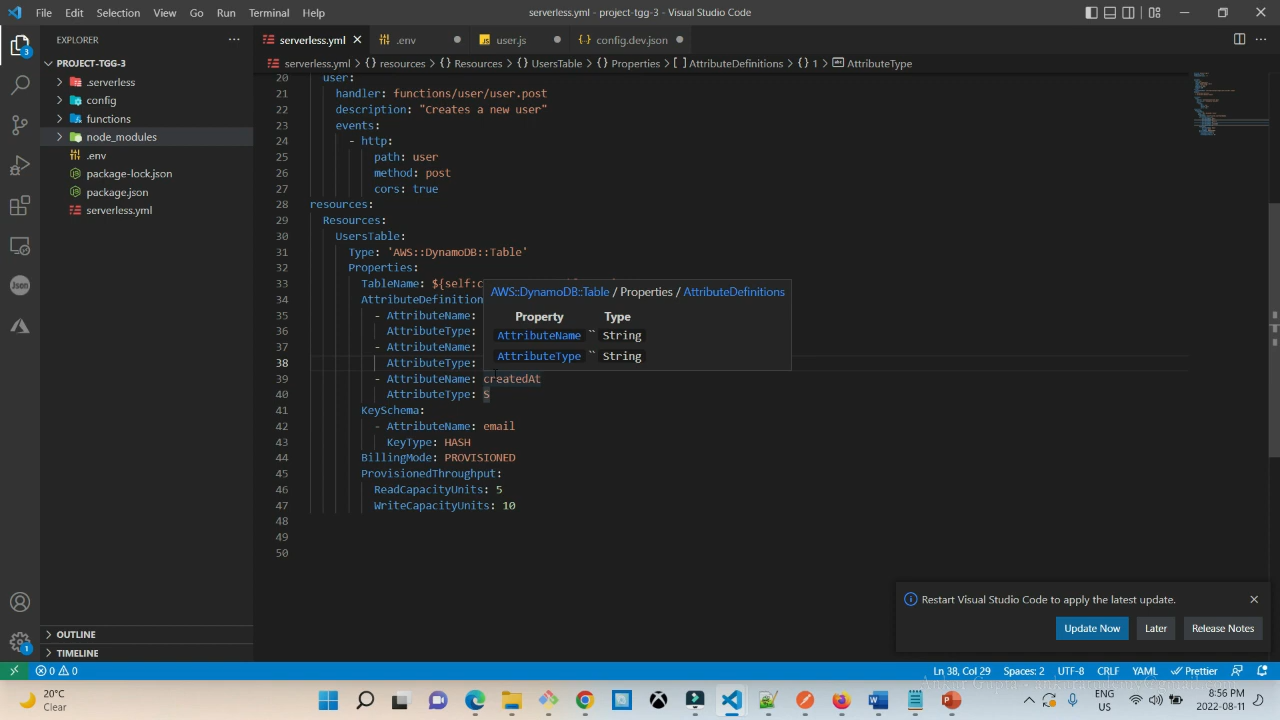 File Edit Selection View Go Run Terminal Help
serverless.yml - project-tgg-3 - Visual Studio Code
EXPLORER
serverless.yml
.env
user.js
config.dev.json
PROJECT-TGG-3
.serverless
config
functions
node_modules
.env
package-lock.json
package.json
serverless.yml
OUTLINE
TIMELINE
serverless.yml > {} resources > {} Resources > {} UsersTable > {} Properties > [ ] AttributeDefinitions > {} 1 > AttributeType
20 user:
21 handler: functions/user/user.post
22 description: "Creates a new user"
23 events:
24 - http:
25 path: user
26 method: post
27 cors: true
28 resources:
29 Resources:
30 UsersTable:
31 Type: 'AWS::DynamoDB::Table'
32 Properties:
33 TableName: ${self:c
34 AttributeDefinition
35 - AttributeName:
36 AttributeType:
37 - AttributeName:
38 AttributeType:
39 - AttributeName: createdAt
40 AttributeType: S
41 KeySchema:
42 - AttributeName: email
43 KeyType: HASH
44 BillingMode: PROVISIONED
45 ProvisionedThroughput:
46 ReadCapacityUnits: 5
47 WriteCapacityUnits: 10
48
49
50
AWS::DynamoDB::Table / Properties / AttributeDefinitions
Property Type
AttributeName `` String
AttributeType `` String
Restart Visual Studio Code to apply the latest update.
Update Now Later Release Notes
3
Json
1
0 0
Ln 38, Col 29 Spaces: 2 UTF-8 CRLF YAML Prettier
Ankur Gupta
20°C
Clear
ENG
IN
8:56 PM
2022-08-11